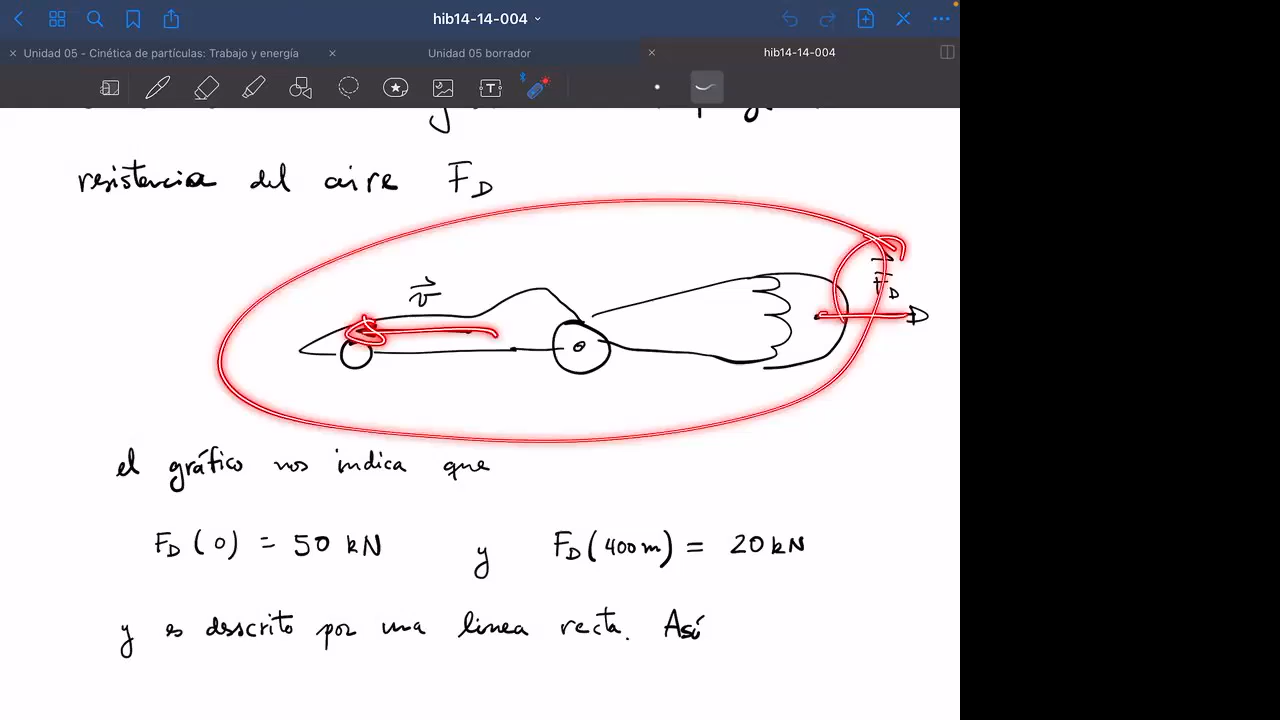 hib14-14-004
Unidad 05 - Cinética de partículas: Trabajo y energía
Unidad 05 borrador
hib14-14-004
resistencia del aire F_D
v
F_D
el gráfico nos indica que
F_D(0) = 50 kN y F_D(400m) = 20 kN
y es descrito por una linea recta. Así